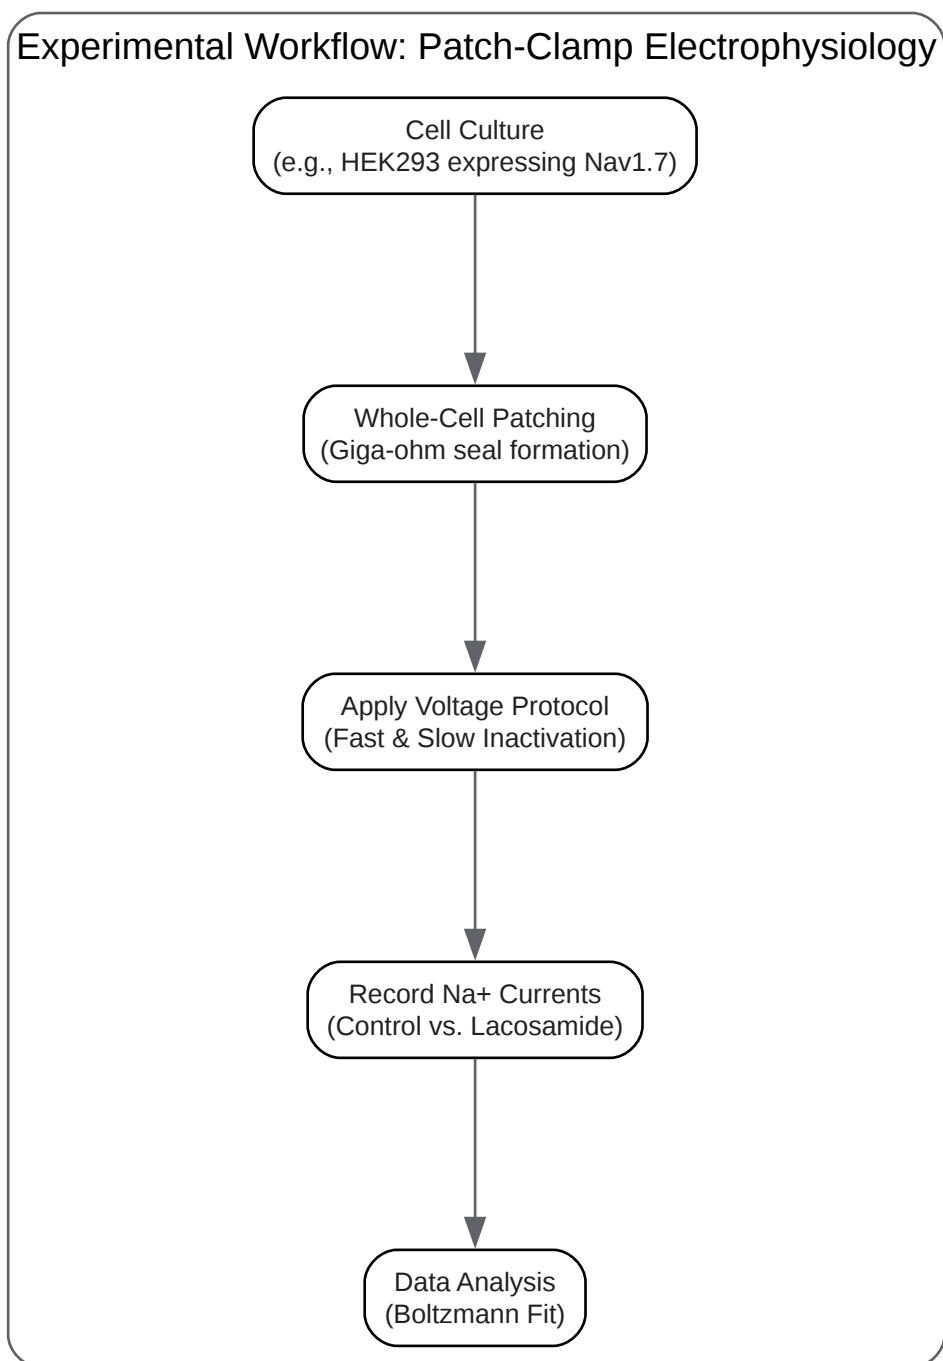 Experimental Workflow: Patch-Clamp Electrophysiology
Cell Culture
(e.g., HEK293 expressing Nav1.7)
Whole-Cell Patching
(Giga-ohm seal formation)
Apply Voltage Protocol
(Fast & Slow Inactivation)
Record Na+ Currents
(Control vs. Lacosamide)
Data Analysis
(Boltzmann Fit)